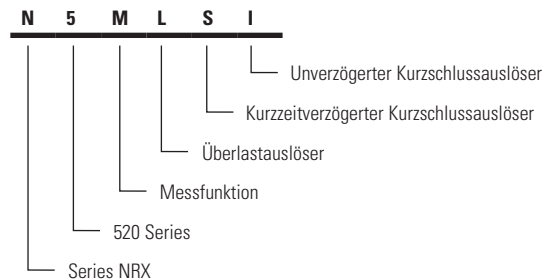 N 5 M L S I
Unverzögerter Kurzschlussauslöser
Kurzzeitverzögerter Kurzschlussauslöser
Überlastauslöser
Messfunktion
520 Series
Series NRX